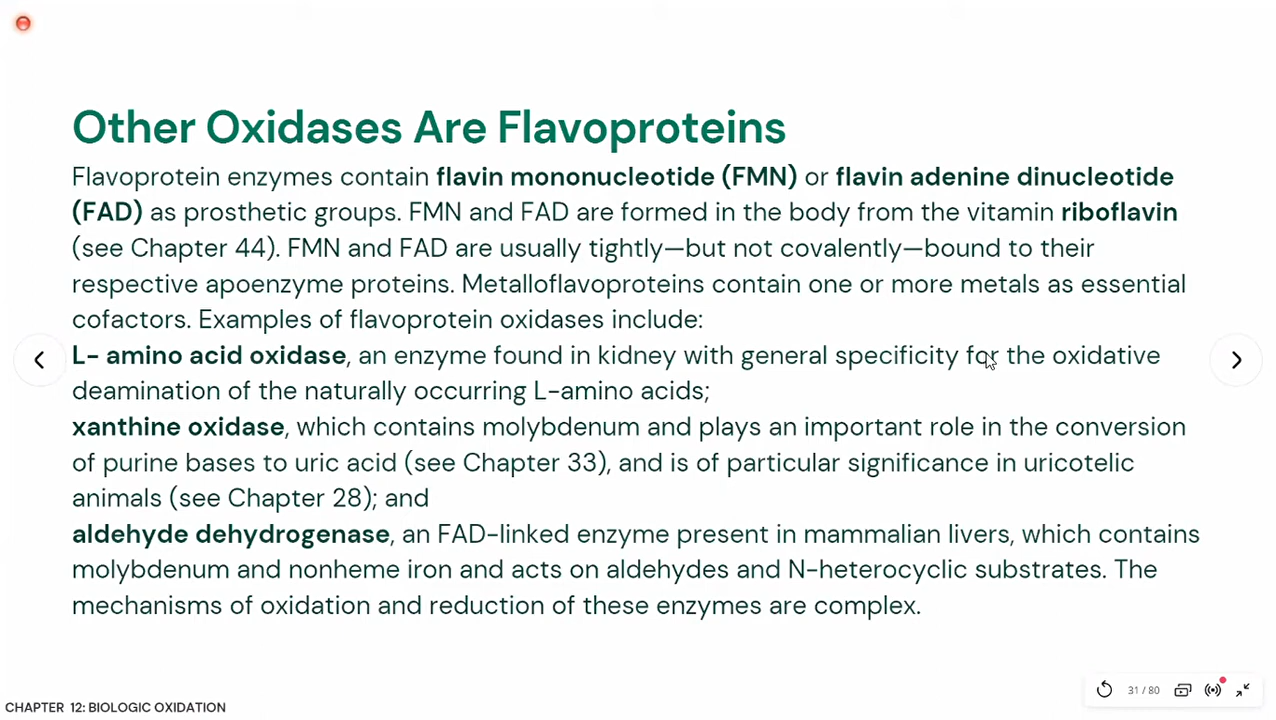 Other Oxidases Are Flavoproteins
Flavoprotein enzymes contain flavin mononucleotide (FMN) or flavin adenine dinucleotide
(FAD) as prosthetic groups. FMN and FAD are formed in the body from the vitamin riboflavin
(see Chapter 44). FMN and FAD are usually tightly—but not covalently—bound to their
respective apoenzyme proteins. Metalloflavoproteins contain one or more metals as essential
cofactors. Examples of flavoprotein oxidases include:
L- amino acid oxidase, an enzyme found in kidney with general specificity for the oxidative
deamination of the naturally occurring L-amino acids;
xanthine oxidase, which contains molybdenum and plays an important role in the conversion
of purine bases to uric acid (see Chapter 33), and is of particular significance in uricotelic
animals (see Chapter 28); and
aldehyde dehydrogenase, an FAD-linked enzyme present in mammalian livers, which contains
molybdenum and nonheme iron and acts on aldehydes and N-heterocyclic substrates. The
mechanisms of oxidation and reduction of these enzymes are complex.
31 / 80
CHAPTER 12: BIOLOGIC OXIDATION